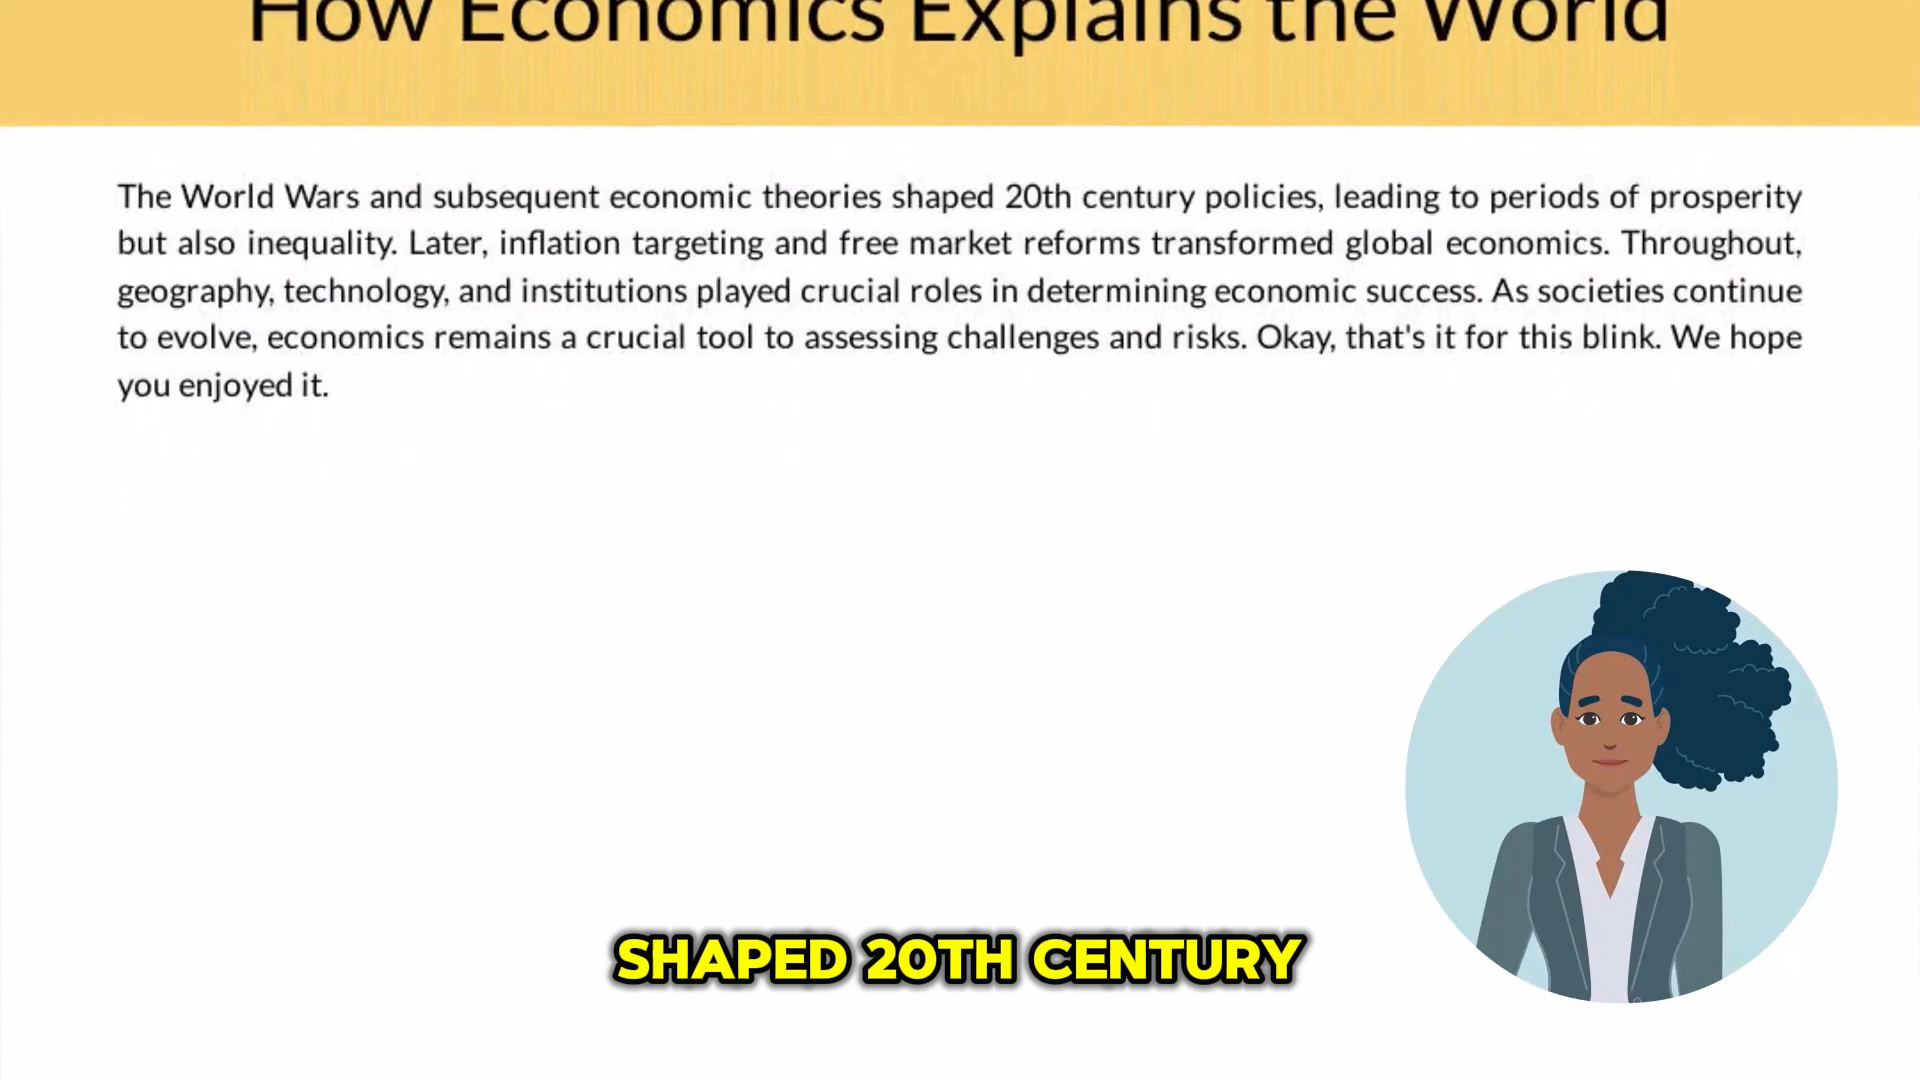 How Economics Explains the World
The World Wars and subsequent economic theories shaped 20th century policies, leading to periods of prosperity
but also inequality. Later, inflation targeting and free market reforms transformed global economics. Throughout,
geography, technology, and institutions played crucial roles in determining economic success. As societies continue
to evolve, economics remains a crucial tool to assessing challenges and risks. Okay, that's it for this blink. We hope
you enjoyed it.
SHAPED 20TH CENTURY